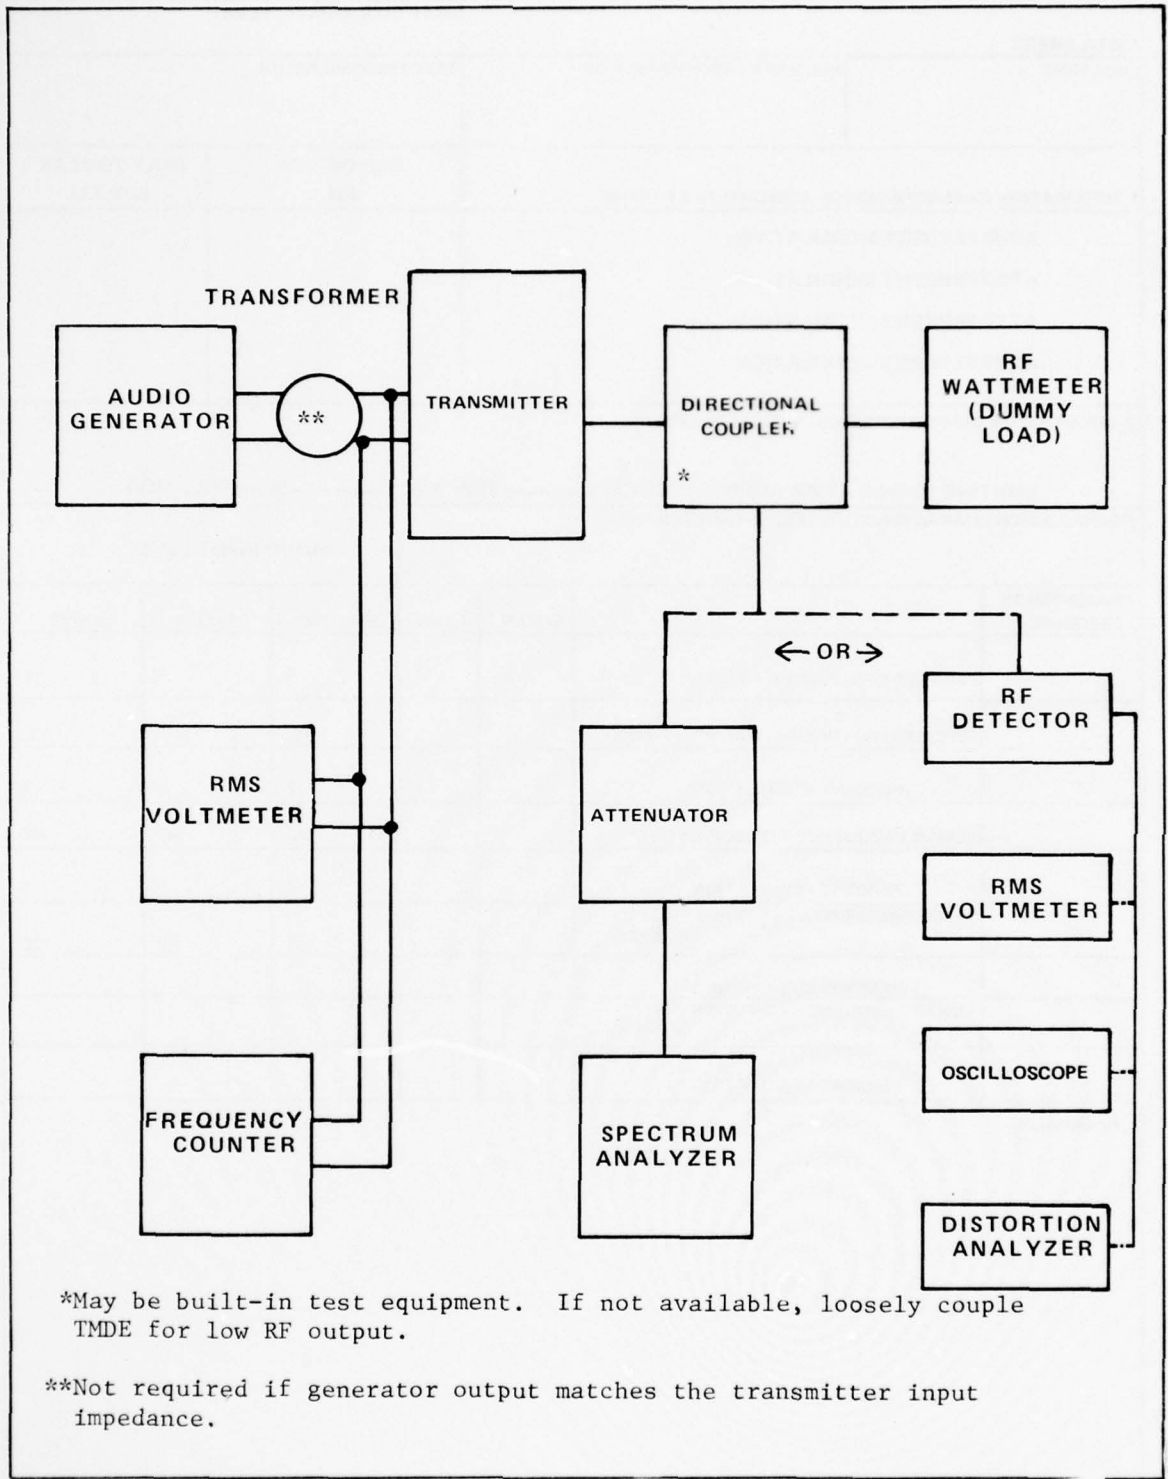 TRANSFORMER
AUDIO
GENERATOR
**
TRANSMITTER
DIRECTIONAL
COUPLER
*
RF
WATTMETER
(DUMMY
LOAD)
← OR →
RF
DETECTOR
RMS
VOLTMETER
ATTENUATOR
RMS
VOLTMETER
OSCILLOSCOPE
FREQUENCY
COUNTER
SPECTRUM
ANALYZER
DISTORTION
ANALYZER
*May be built-in test equipment. If not available, loosely couple
TMDE for low RF output.
**Not required if generator output matches the transmitter input
impedance.